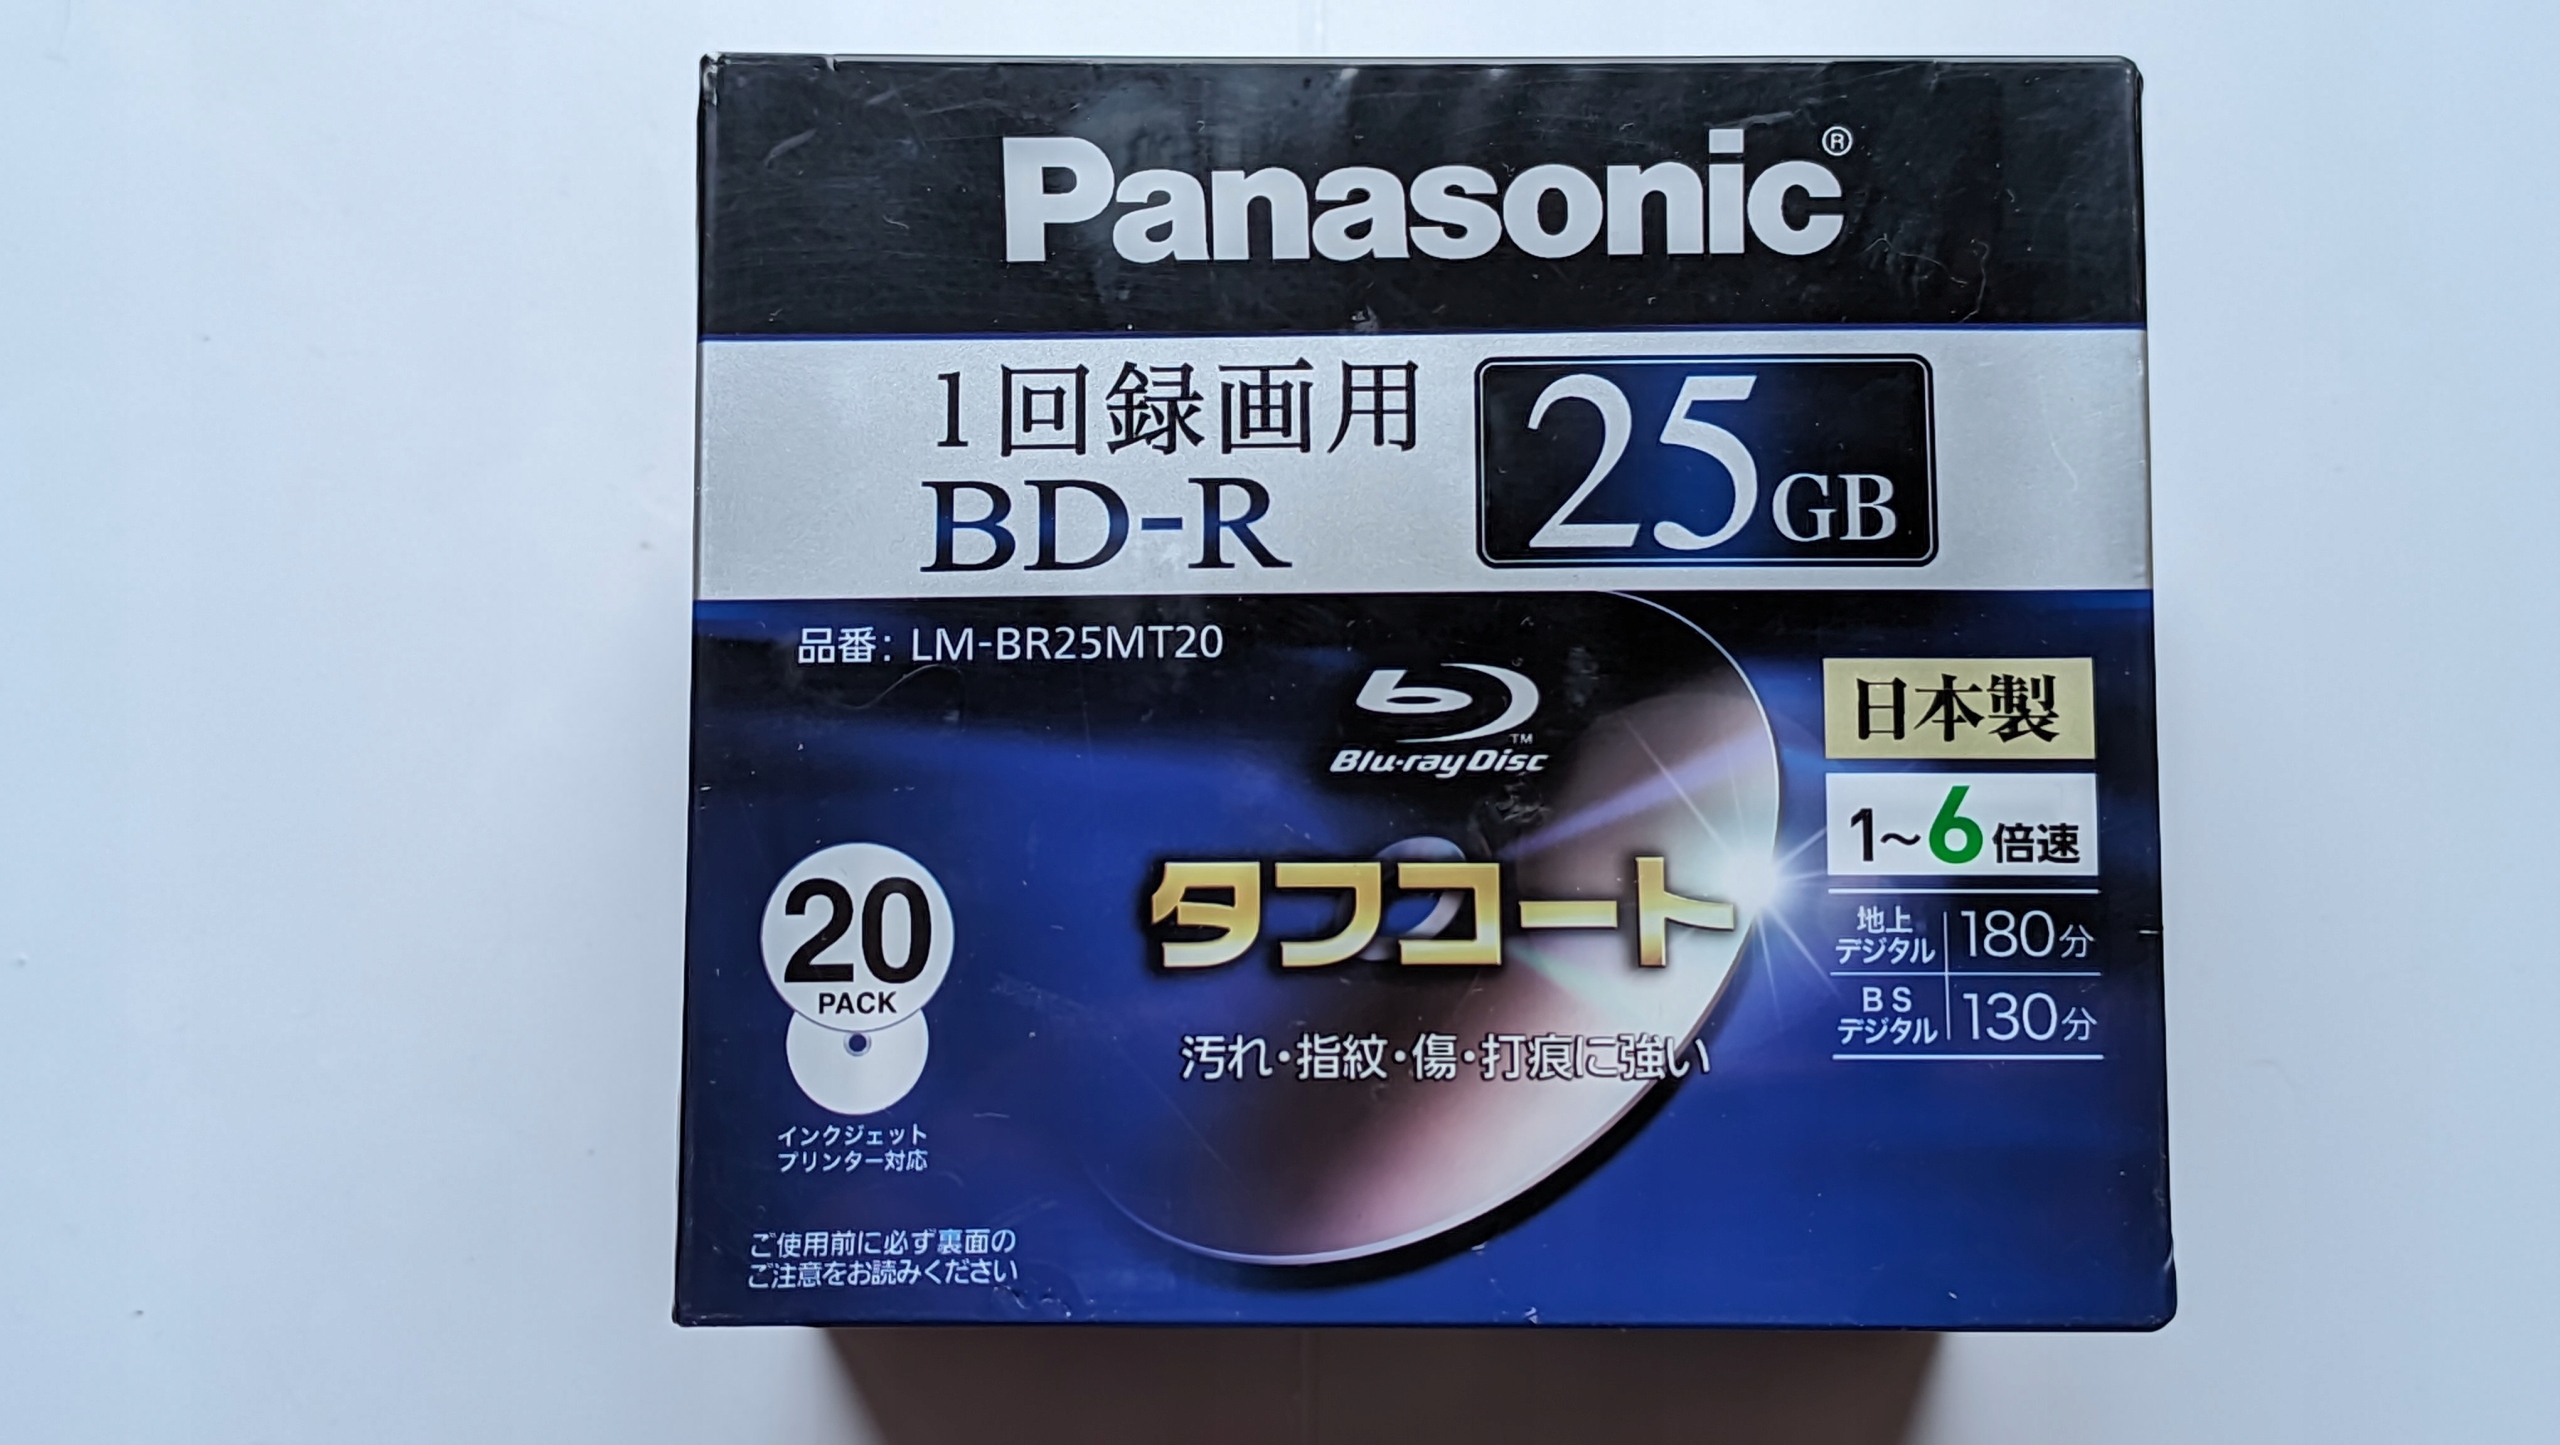 Panasonic®
1回録画用
BD-R
25GB
品番: LM-BR25MT20
Blu-ray Disc™
日本製
1～6倍速
タフコート
地上
デジタル
180分
BS
デジタル
130分
20
PACK
汚れ・指紋・傷・打痕に強い
インクジェット
プリンター対応
ご使用前に必ず裏面の
ご注意をお読みください